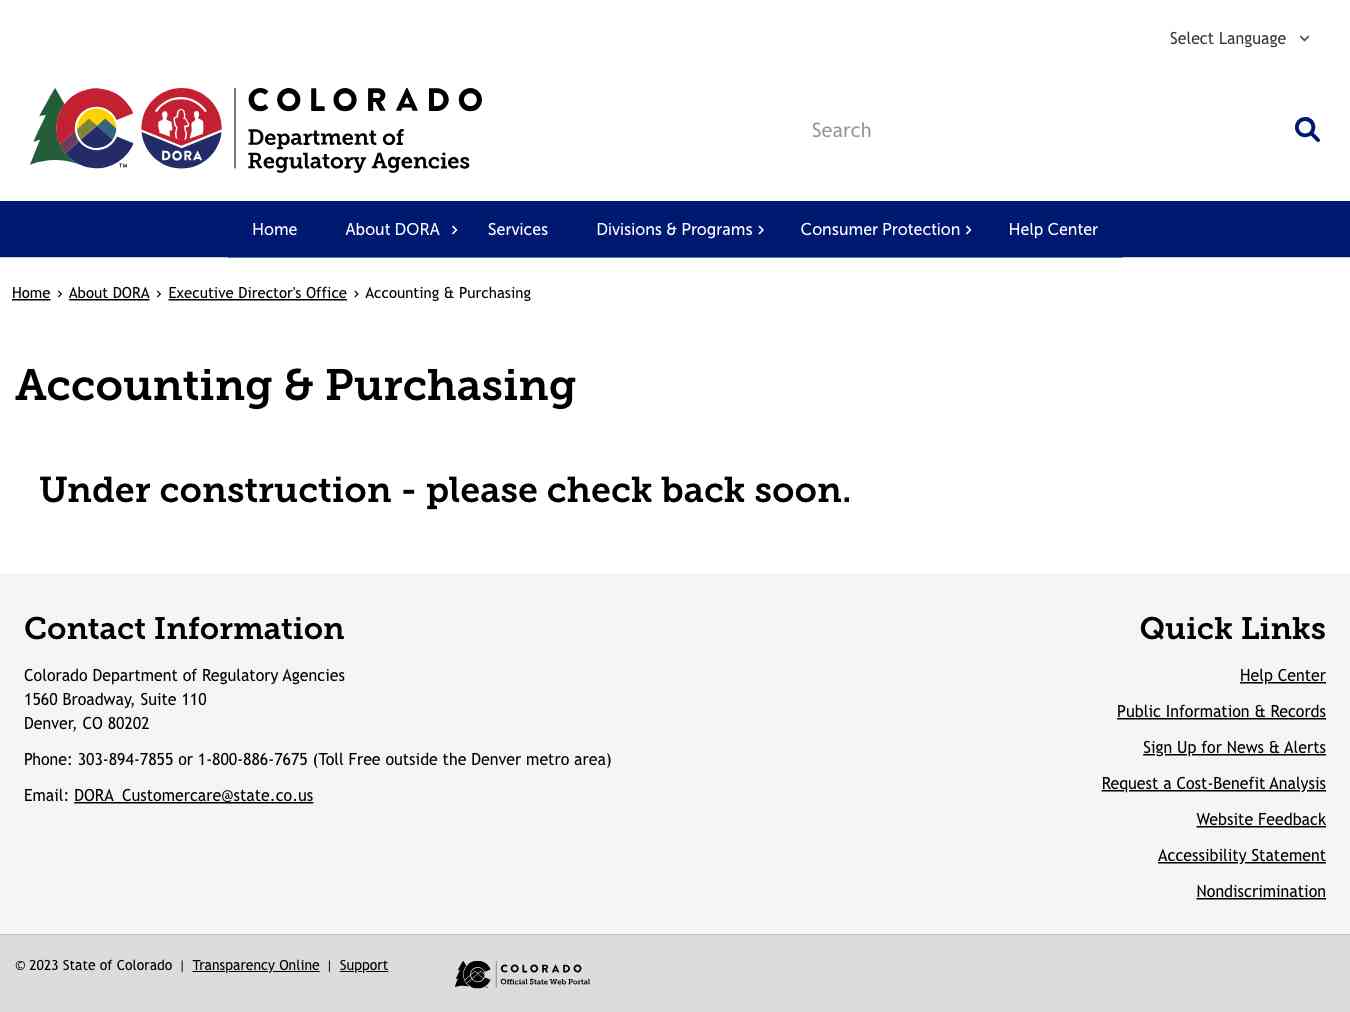 Select Language
COLORADO
Department of
Regulatory Agencies
DORA
TM
Search
Home
About DORA
Services
Divisions & Programs
Consumer Protection
Help Center
Home › About DORA › Executive Director's Office › Accounting & Purchasing
Accounting & Purchasing
Under construction - please check back soon.
Contact Information
Colorado Department of Regulatory Agencies
1560 Broadway, Suite 110
Denver, CO 80202
Phone: 303-894-7855 or 1-800-886-7675 (Toll Free outside the Denver metro area)
Email: DORA_Customercare@state.co.us
Quick Links
Help Center
Public Information & Records
Sign Up for News & Alerts
Request a Cost-Benefit Analysis
Website Feedback
Accessibility Statement
Nondiscrimination
© 2023 State of Colorado | Transparency Online | Support
COLORADO
Official State Web Portal